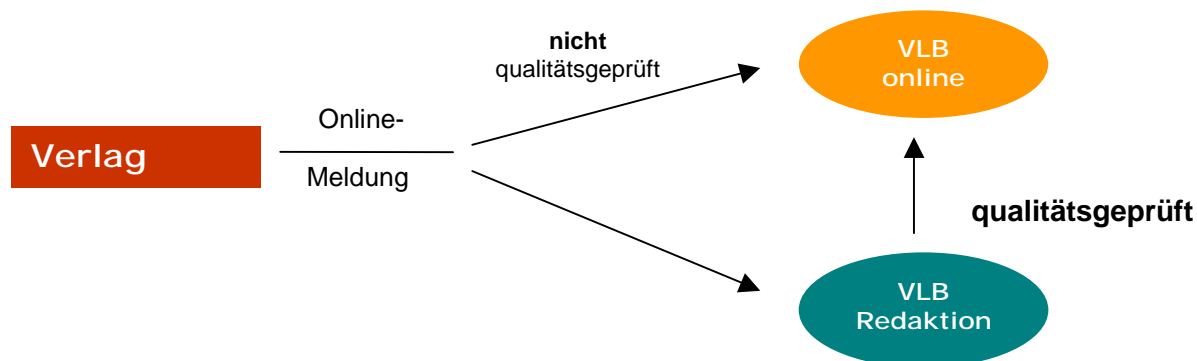 nicht
qualitätsgeprüft
VLB
online
Online-
Verlag
Meldung
qualitätsgeprüft
VLB
Redaktion